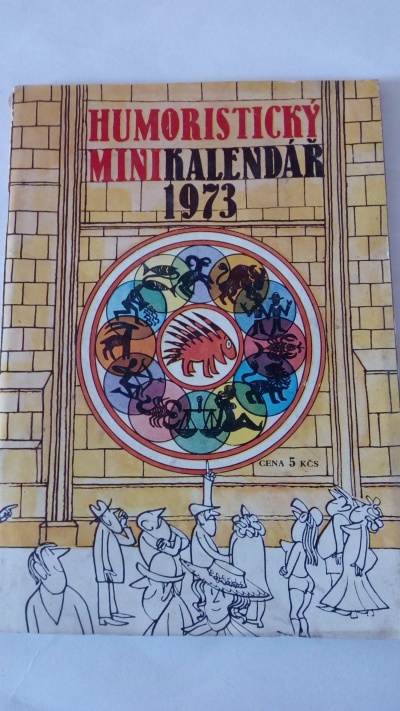 HUMORISTICKÝ
MINIKALENDÁŘ
1973
CENA 5 KČS